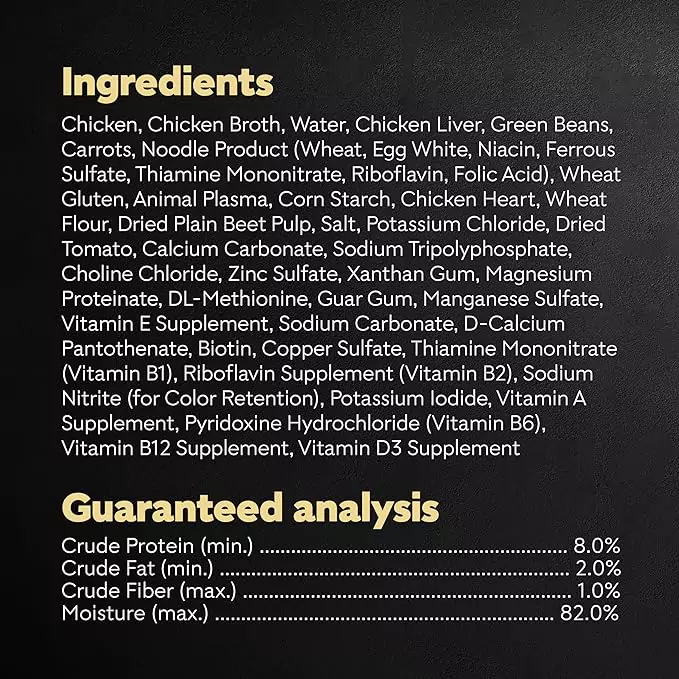 Ingredients
Chicken, Chicken Broth, Water, Chicken Liver, Green Beans,
Carrots, Noodle Product (Wheat, Egg White, Niacin, Ferrous
Sulfate, Thiamine Mononitrate, Riboflavin, Folic Acid), Wheat
Gluten, Animal Plasma, Corn Starch, Chicken Heart, Wheat
Flour, Dried Plain Beet Pulp, Salt, Potassium Chloride, Dried
Tomato, Calcium Carbonate, Sodium Tripolyphosphate,
Choline Chloride, Zinc Sulfate, Xanthan Gum, Magnesium
Proteinate, DL-Methionine, Guar Gum, Manganese Sulfate,
Vitamin E Supplement, Sodium Carbonate, D-Calcium
Pantothenate, Biotin, Copper Sulfate, Thiamine Mononitrate
(Vitamin B1), Riboflavin Supplement (Vitamin B2), Sodium
Nitrite (for Color Retention), Potassium Iodide, Vitamin A
Supplement, Pyridoxine Hydrochloride (Vitamin B6),
Vitamin B12 Supplement, Vitamin D3 Supplement
Guaranteed analysis
Crude Protein (min.) ............................................... 8.0%
Crude Fat (min.) ...................................................... 2.0%
Crude Fiber (max.) .................................................. 1.0%
Moisture (max.) .................................................... 82.0%